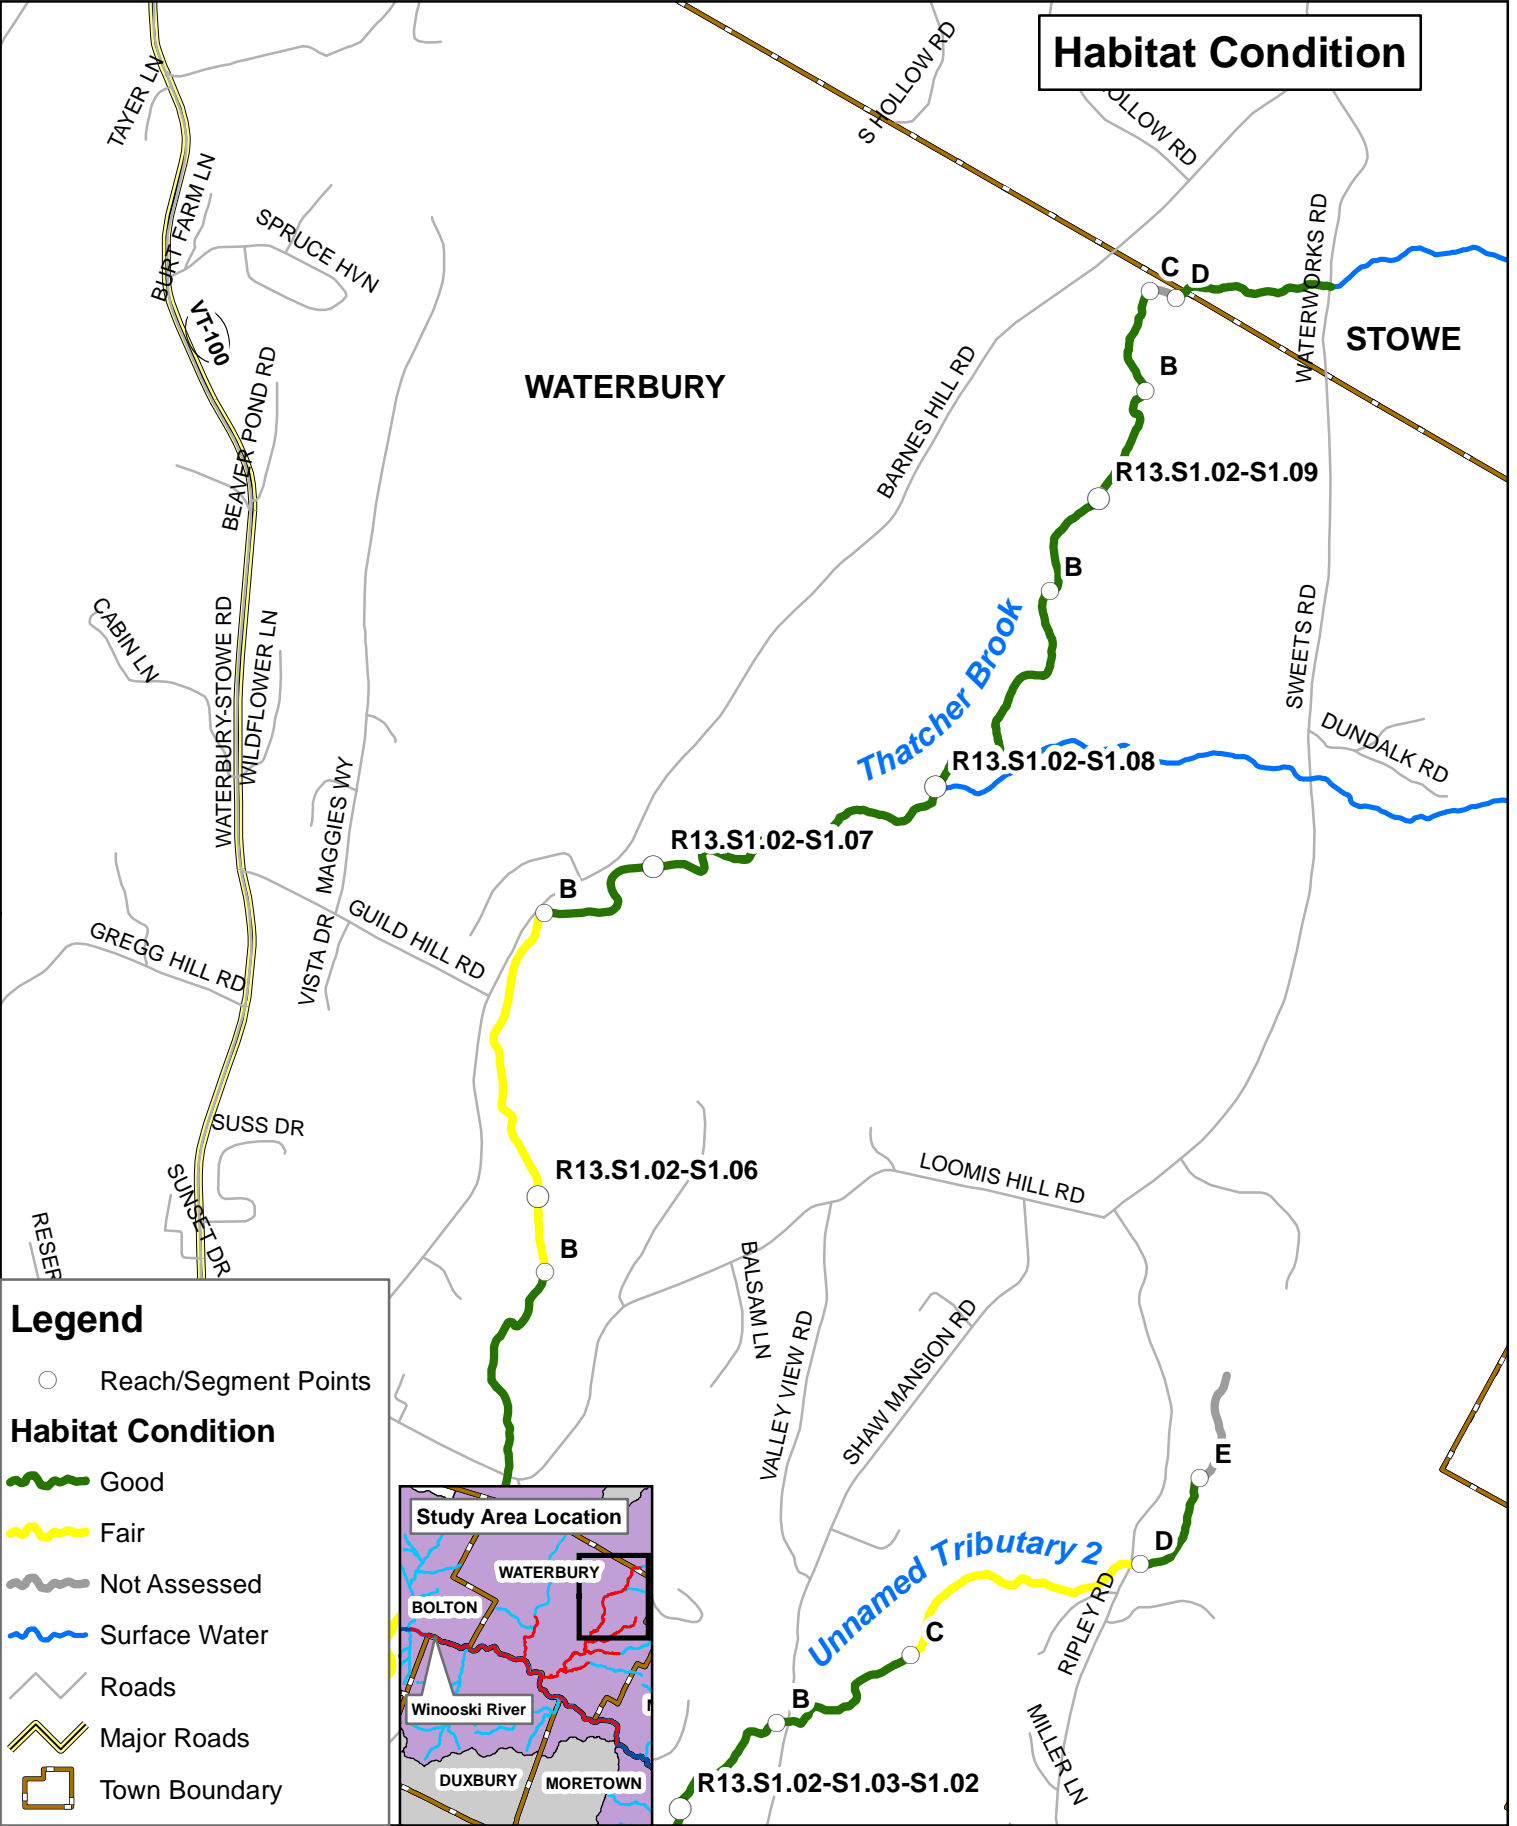 Habitat Condition
TAYER LN
S HOLLOW RD
OLLOW RD
BURT FARM LN
SPRUCE HVN
VT-100
WATERWORKS RD
C
D
STOWE
WATERBURY
B
BARNES HILL RD
BEAVER POND RD
R13.S1.02-S1.09
B
CABIN LN
WATERBURY-STOWE RD
WILDFLOWER LN
Thatcher Brook
SWEETS RD
DUNDALK RD
R13.S1.02-S1.08
MAGGIES WY
R13.S1.02-S1.07
B
GUILD HILL RD
VISTA DR
GREGG HILL RD
SUSS DR
SUNSET DR
R13.S1.02-S1.06
LOOMIS HILL RD
RESER
B
BALSAM LN
VALLEY VIEW RD
SHAW MANSION RD
E
D
Unnamed Tributary 2
C
RIPLEY RD
B
MILLER LN
R13.S1.02-S1.03-S1.02
Legend
Reach/Segment Points
Habitat Condition
Good
Fair
Not Assessed
Surface Water
Roads
Major Roads
Town Boundary
Study Area Location
WATERBURY
BOLTON
Winooski River
DUXBURY
MORETOWN